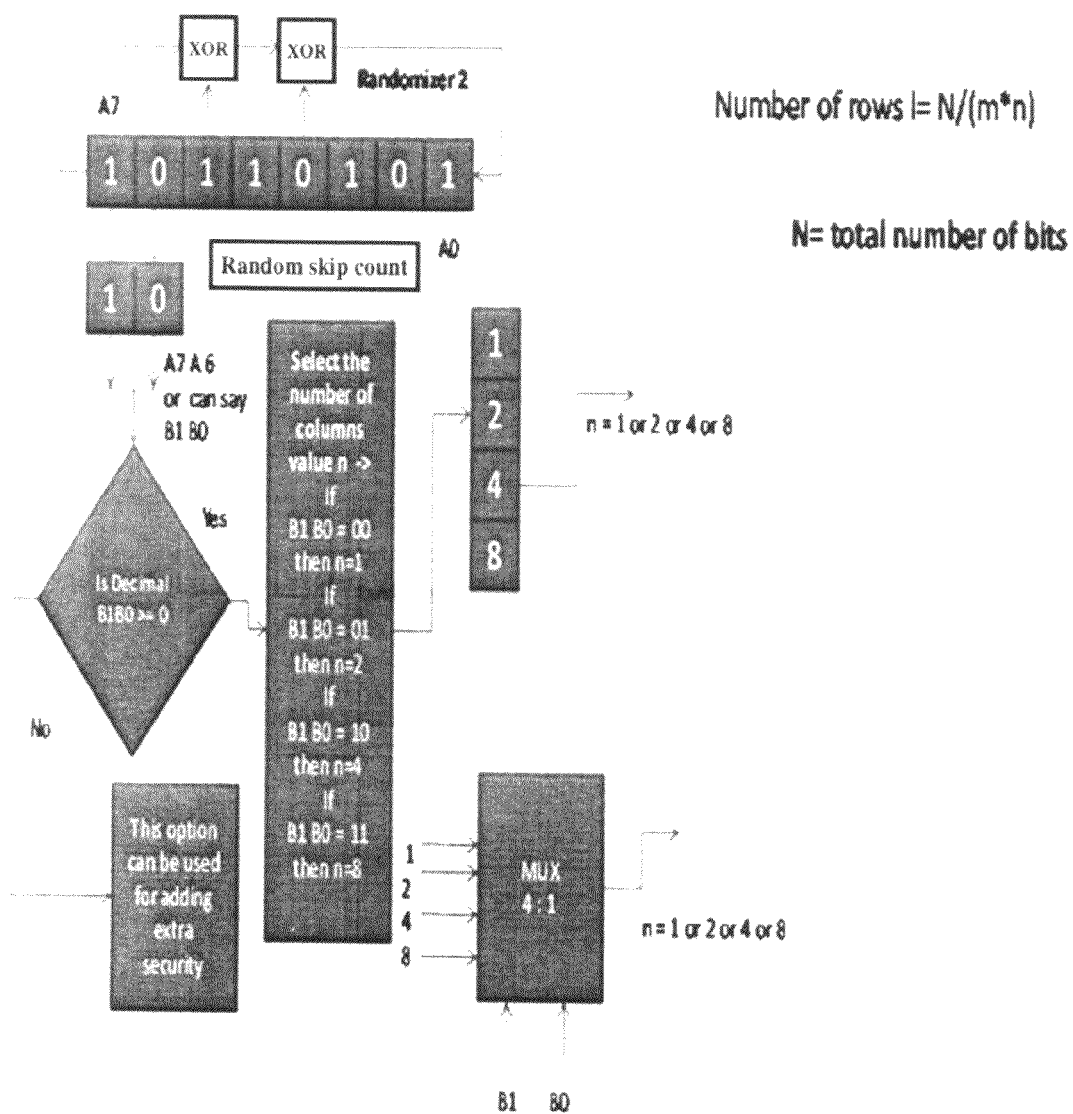 XOR
XOR
Randomizer 2
A7
Number of rows l= N/(m*n)
1 0 1 1 0 1 0 1
N= total number of bits
A0
Random skip count
1 0
A7 A 6
or can say
B1 B0
Select the
number of
columns
value n ->
If
B1 B0 = 00
then n=1
If
B1 B0 = 01
then n=2
If
B1 B0 = 10
then n=4
If
B1 B0 = 11
then n=8
1
2
4
8
n = 1 or 2 or 4 or 8
Yes
Is Decimal
B1B0 >= 0
No
This option
can be used
for adding
extra
security
1
2
4
8
MUX
4 : 1
n = 1 or 2 or 4 or 8
B1 B0